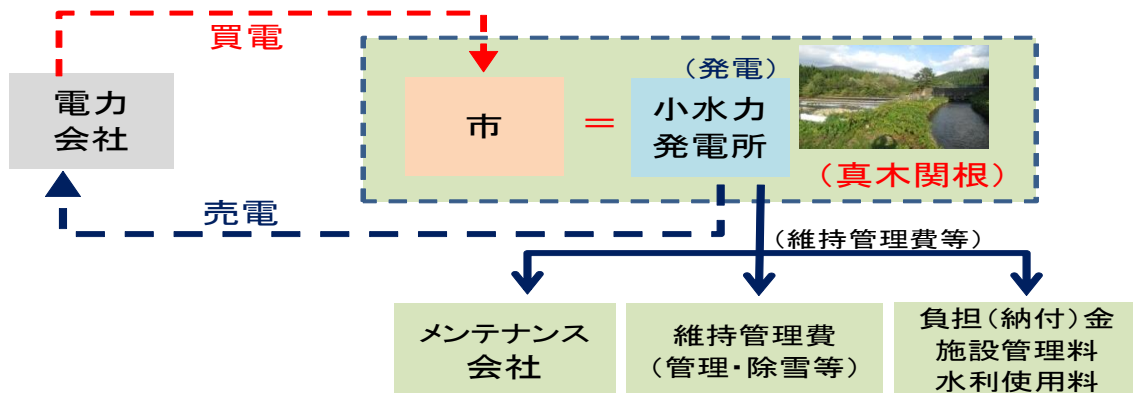 買電
電力
会社
市
＝
（発電）
小水力
発電所
（真木関根）
売電
（維持管理費等）
メンテナンス
会社
維持管理費
（管理・除雪等）
負担（納付）金
施設管理料
水利使用料